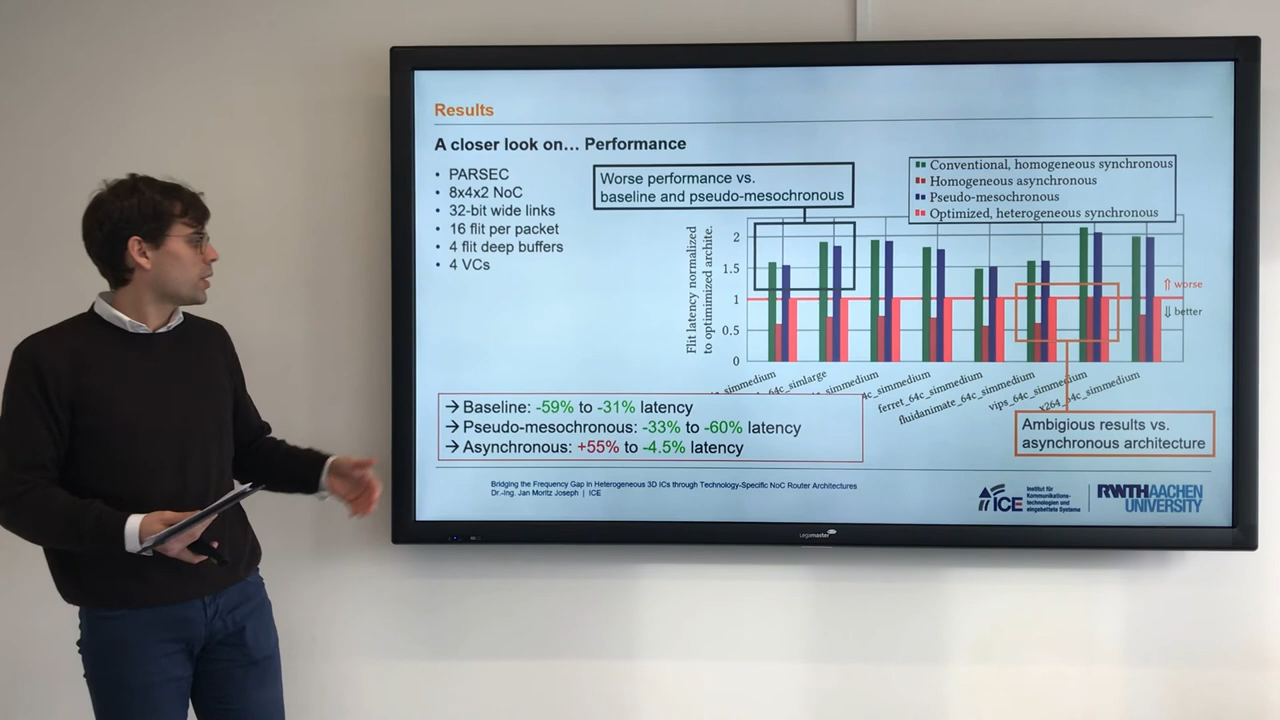 Results
A closer look on... Performance
• PARSEC
• 8x4x2 NoC
• 32-bit wide links
• 16 flit per packet
• 4 flit deep buffers
• 4 VCs
Worse performance vs.
baseline and pseudo-mesochronous
Conventional, homogeneous synchronous
Homogeneous asynchronous
Pseudo-mesochronous
Optimized, heterogeneous synchronous
Flit latency normalized
to optimimized archite.
2
1.5
1
0.5
0
⇑ worse
⇓ better
simmedium
64c_simlarge
simmedium
4c_simmedium
ferret_64c_simmedium
fluidanimate_64c_simmedium
vips_64c_simmedium
x264_64c_simmedium
→ Baseline: -59% to -31% latency
→ Pseudo-mesochronous: -33% to -60% latency
→ Asynchronous: +55% to -4.5% latency
Ambigious results vs.
asynchronous architecture
Bridging the Frequency Gap in Heterogeneous 3D ICs through Technology-Specific NoC Router Architectures
Dr.-Ing. Jan Moritz Joseph | ICE
ICE
Institut für
Kommunikations-
technologien und
eingebettete Systeme
RWTHAACHEN
UNIVERSITY
Legamaster